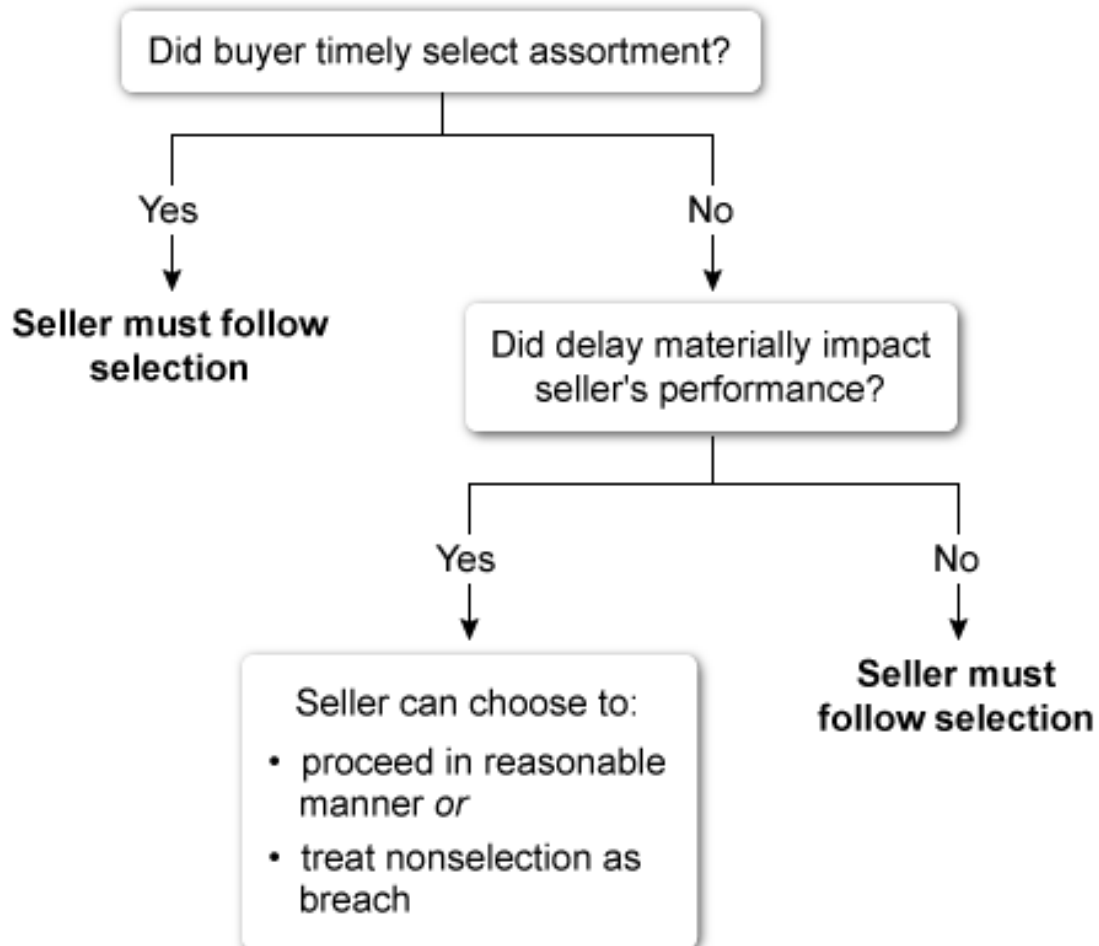 Did buyer timely select assortment?
Yes
No
Seller must follow
selection
Did delay materially impact
seller's performance?
Yes
No
Seller can choose to:
• proceed in reasonable
manner or
• treat nonselection as
breach
Seller must
follow selection